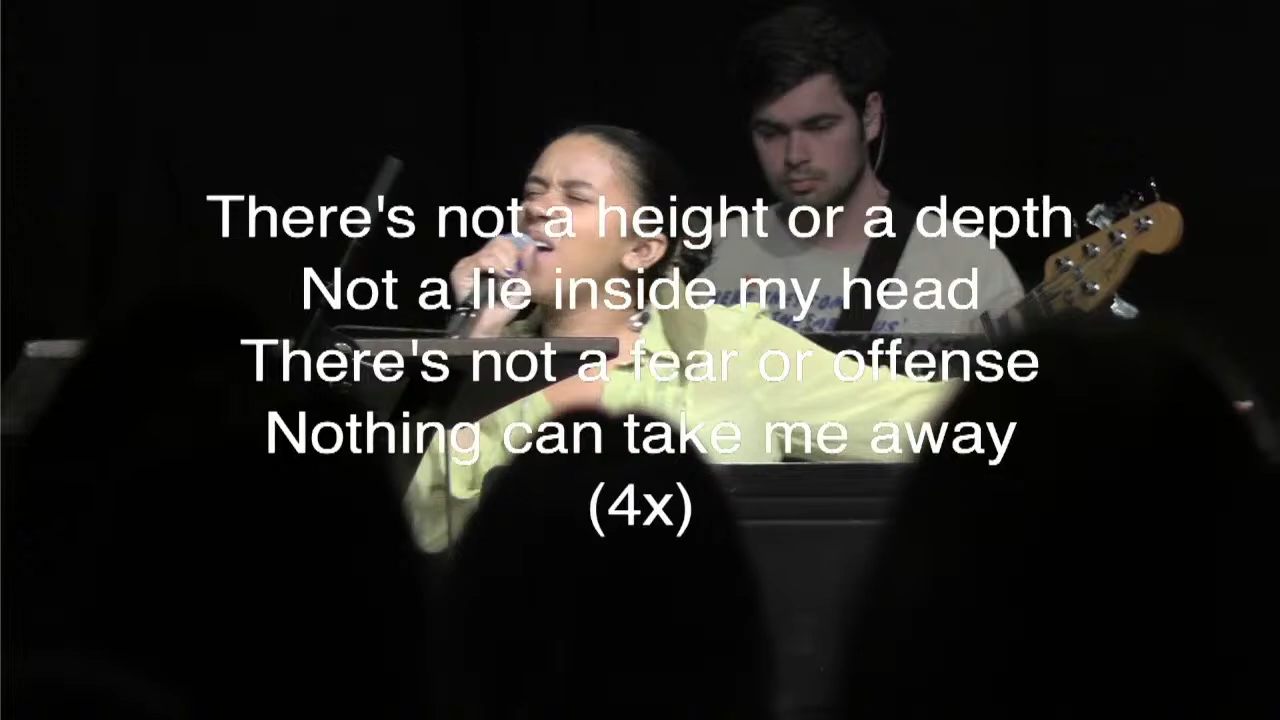 There's not a height or a depth
Not a lie inside my head
There's not a fear or offense
Nothing can take me away
(4x)